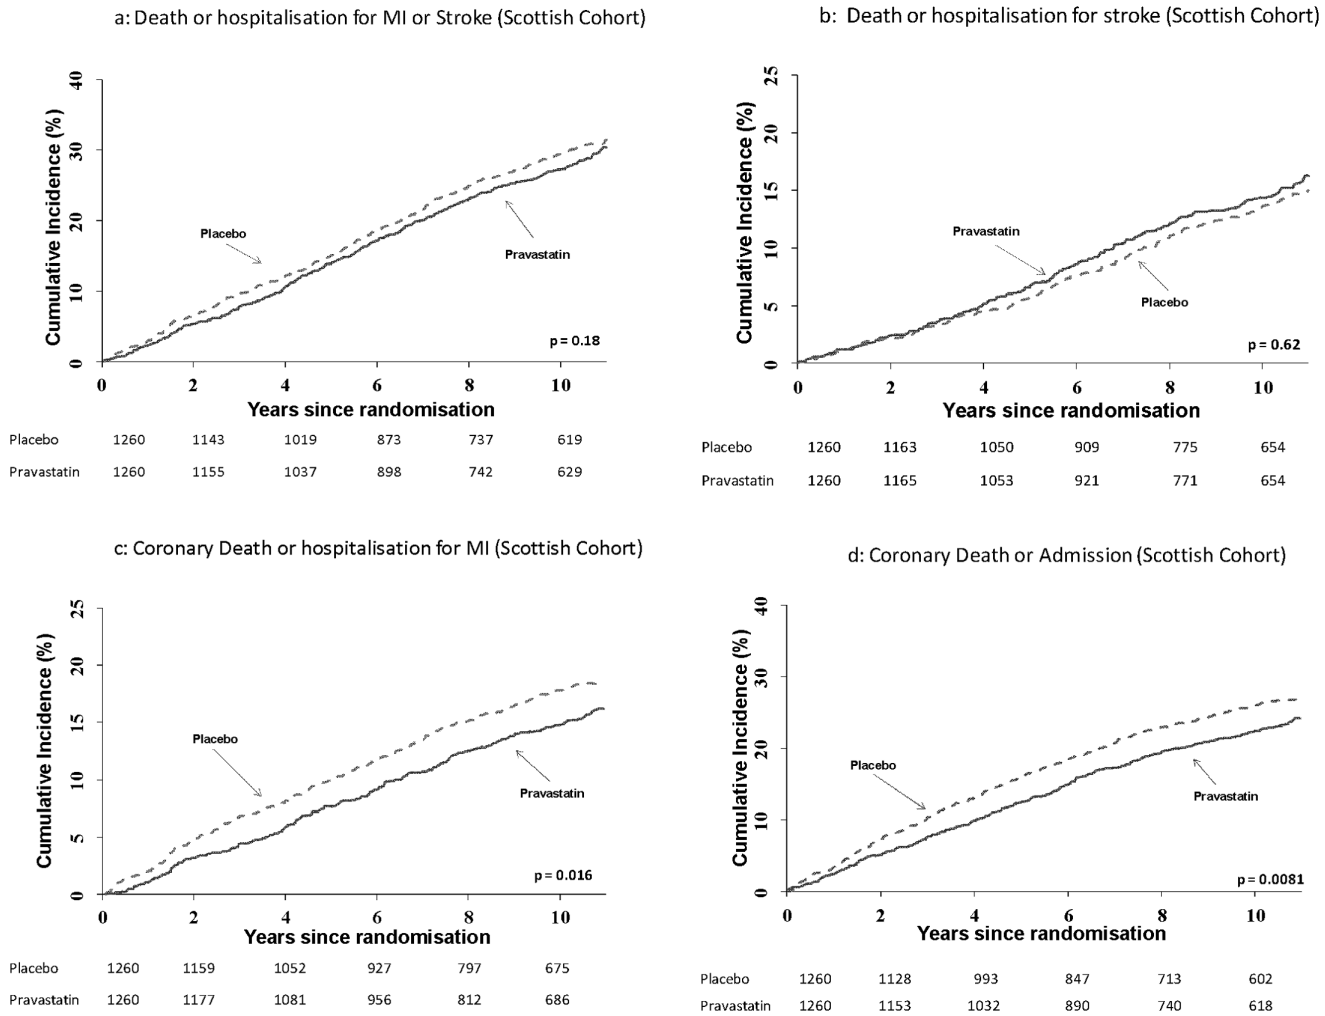 a: Death or hospitalisation for MI or Stroke (Scottish Cohort)
Cumulative Incidence (%)
40
30
20
10
0
Placebo
Pravastatin
p = 0.18
0 2 4 6 8 10
Years since randomisation
Placebo 1260 1143 1019 873 737 619
Pravastatin 1260 1155 1037 898 742 629
b: Death or hospitalisation for stroke (Scottish Cohort)
Cumulative Incidence (%)
25
20
15
10
5
0
Pravastatin
Placebo
p = 0.62
0 2 4 6 8 10
Years since randomisation
Placebo 1260 1163 1050 909 775 654
Pravastatin 1260 1165 1053 921 771 654
c: Coronary Death or hospitalisation for MI (Scottish Cohort)
Cumulative Incidence (%)
25
20
15
10
5
0
Placebo
Pravastatin
p = 0.016
0 2 4 6 8 10
Years since randomisation
Placebo 1260 1159 1052 927 797 675
Pravastatin 1260 1177 1081 956 812 686
d: Coronary Death or Admission (Scottish Cohort)
Cumulative Incidence (%)
40
30
20
10
0
Placebo
Pravastatin
p = 0.0081
0 2 4 6 8 10
Years since randomisation
Placebo 1260 1128 993 847 713 602
Pravastatin 1260 1153 1032 890 740 618